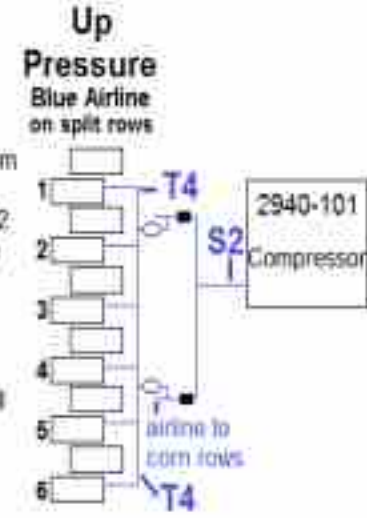 Up
Pressure
Blue Airline
on split rows
m
1
T4
2
2
2940-101
S2
Compressor
3
4
5
airline to
corn rows
6
T4